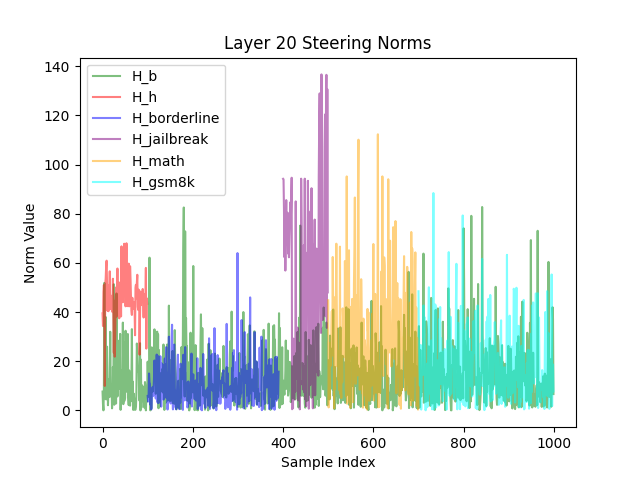 Layer 20 Steering Norms
H_b
H_h
H_borderline
H_jailbreak
H_math
H_gsm8k
Norm Value
140
120
100
80
60
40
20
0
0 200 400 600 800 1000
Sample Index